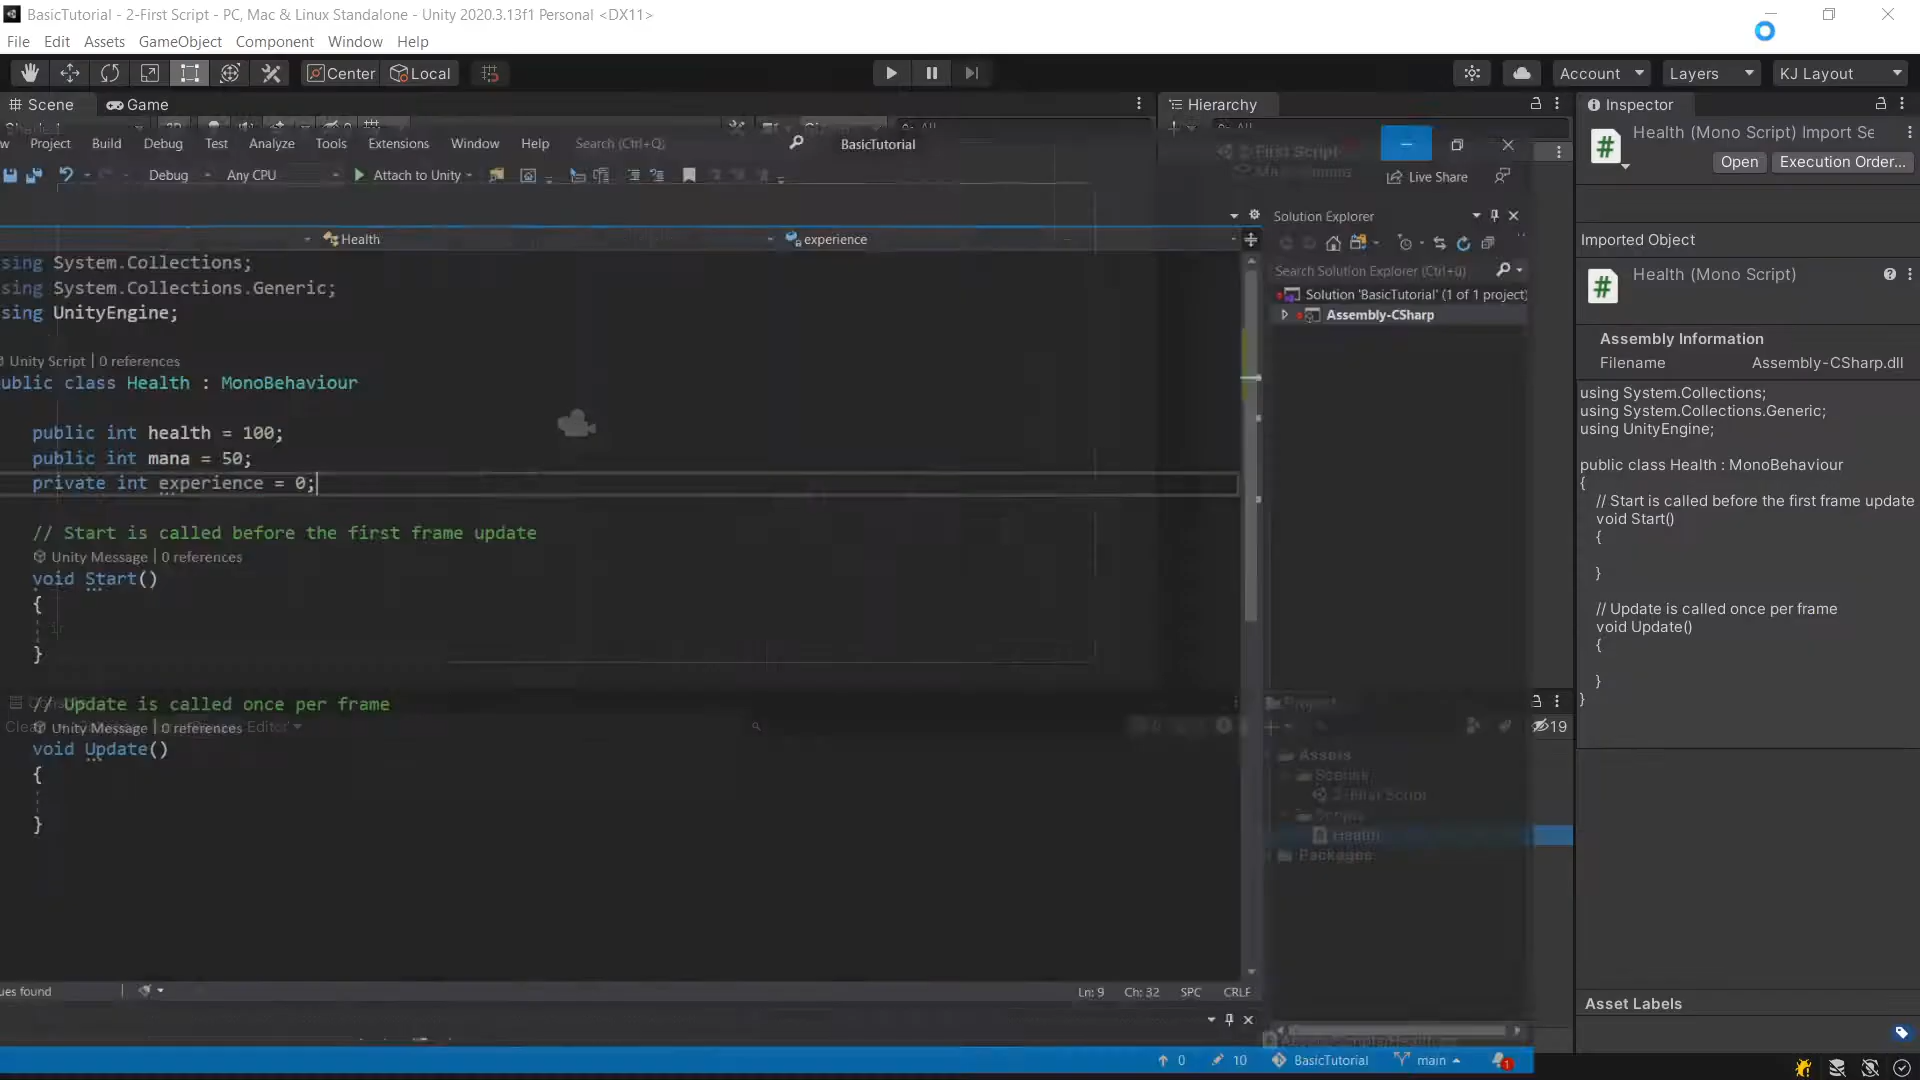 BasicTutorial - 2-First Script - PC, Mac & Linux Standalone - Unity 2020.3.13f1 Personal <DX11>
File Edit Assets GameObject Component Window Help
Center Local Account Layers KJ Layout
Scene Game Hierarchy Inspector
Shaded All All
Health (Mono Script) Import Se
Open Execution Order...
w Project Build Debug Test Analyze Tools Extensions Window Help Search (Ctrl+Q) BasicTutorial
First Script
Debug Any CPU Attach to Unity Live Share
Solution Explorer
Health experience
Search Solution Explorer (Ctrl+ü)
Solution 'BasicTutorial' (1 of 1 project)
Assembly-CSharp
sing System.Collections;
sing System.Collections.Generic;
sing UnityEngine;
Unity Script | 0 references
ublic class Health : MonoBehaviour
public int health = 100;
public int mana = 50;
private int experience = 0;
// Start is called before the first frame update
Unity Message | 0 references
void Start()
{
}
// Update is called once per frame
Unity Message | 0 references
Editor
void Update()
{
}
Project
19
Assets
Scenes
2-First Script
Scripts
Health
Packages
Imported Object
Health (Mono Script)
Assembly Information
Filename Assembly-CSharp.dll
using System.Collections;
using System.Collections.Generic;
using UnityEngine;
public class Health : MonoBehaviour
{
// Start is called before the first frame update
void Start()
{
}
// Update is called once per frame
void Update()
{
}
}
Asset Labels
ues found Ln: 9 Ch: 32 SPC CRLF
0 10 BasicTutorial main 1